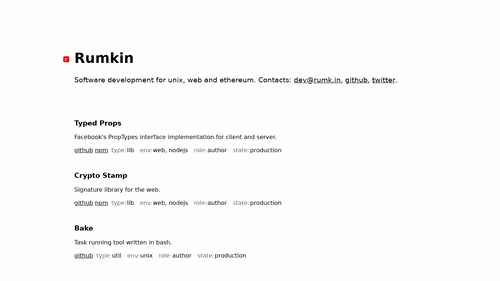 Rumkin
Software development for unix, web and ethereum. Contacts: dev@rumk.in, github, twitter.
Typed Props
Facebook's PropTypes interface implementation for client and server.
github npm type:lib env:web, nodejs role:author state:production
Crypto Stamp
Signature library for the web.
github npm type:lib env:web, nodejs role:author state:production
Bake
Task running tool written in bash.
github type:util env:unix role:author state:production